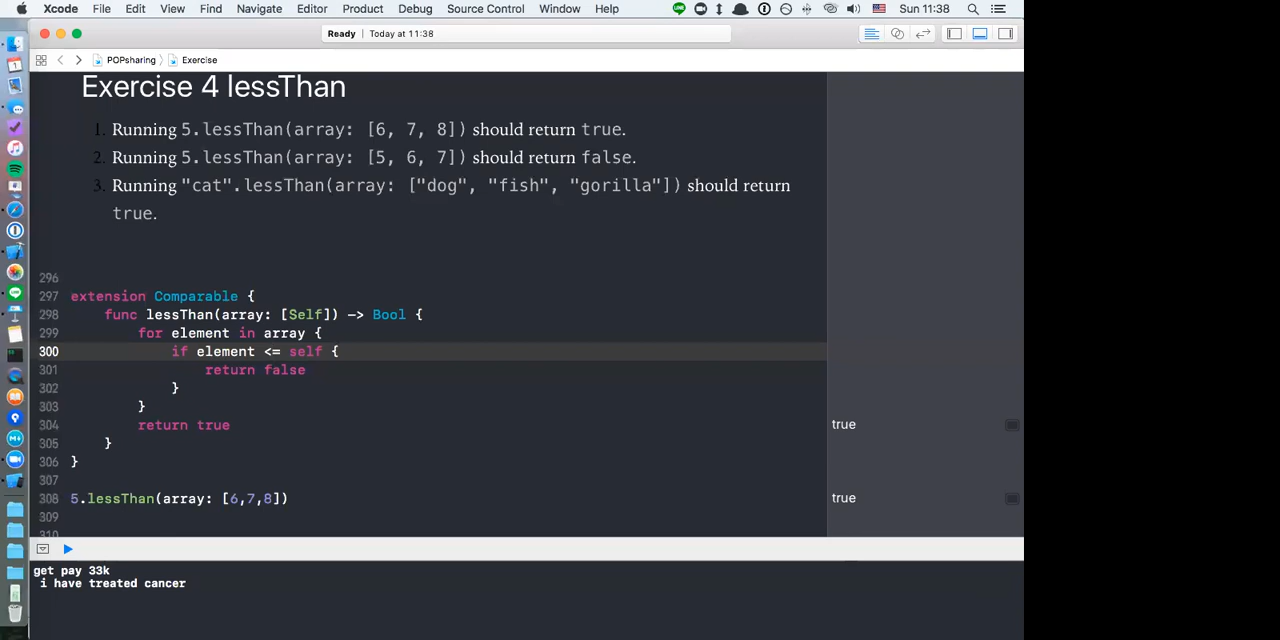 Xcode File Edit View Find Navigate Editor Product Debug Source Control Window Help Sun 11:38
Ready | Today at 11:38
POPsharing 〉 Exercise
Exercise 4 lessThan
1. Running 5.lessThan(array: [6, 7, 8]) should return true.
2. Running 5.lessThan(array: [5, 6, 7]) should return false.
3. Running "cat".lessThan(array: ["dog", "fish", "gorilla"]) should return
true.
296
297 extension Comparable {
298 func lessThan(array: [Self]) -> Bool {
299 for element in array {
300 if element <= self {
301 return false
302 }
303 }
304 return true true
305 }
306 }
307
308 5.lessThan(array: [6,7,8]) true
309
310
get pay 33k
i have treated cancer